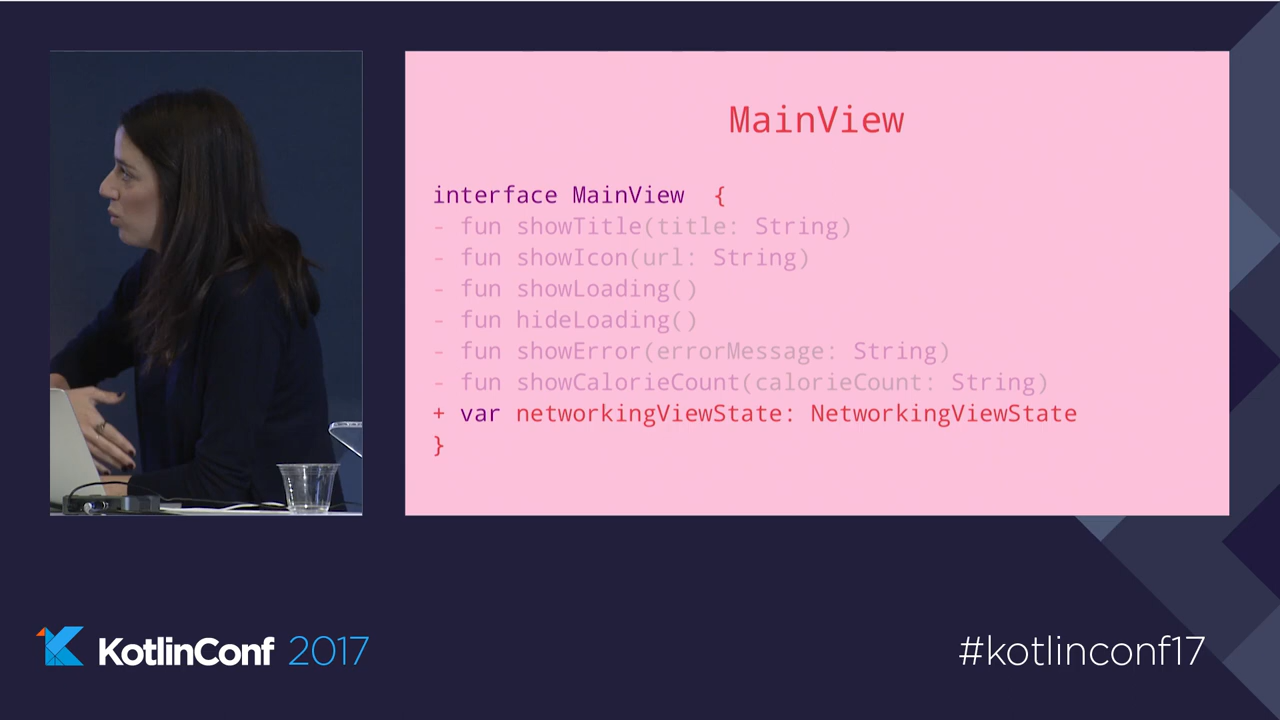 MainView
interface MainView {
- fun showTitle(title: String)
- fun showIcon(url: String)
- fun showLoading()
- fun hideLoading()
- fun showError(errorMessage: String)
- fun showCalorieCount(calorieCount: String)
+ var networkingViewState: NetworkingViewState
}
KotlinConf 2017
#kotlinconf17